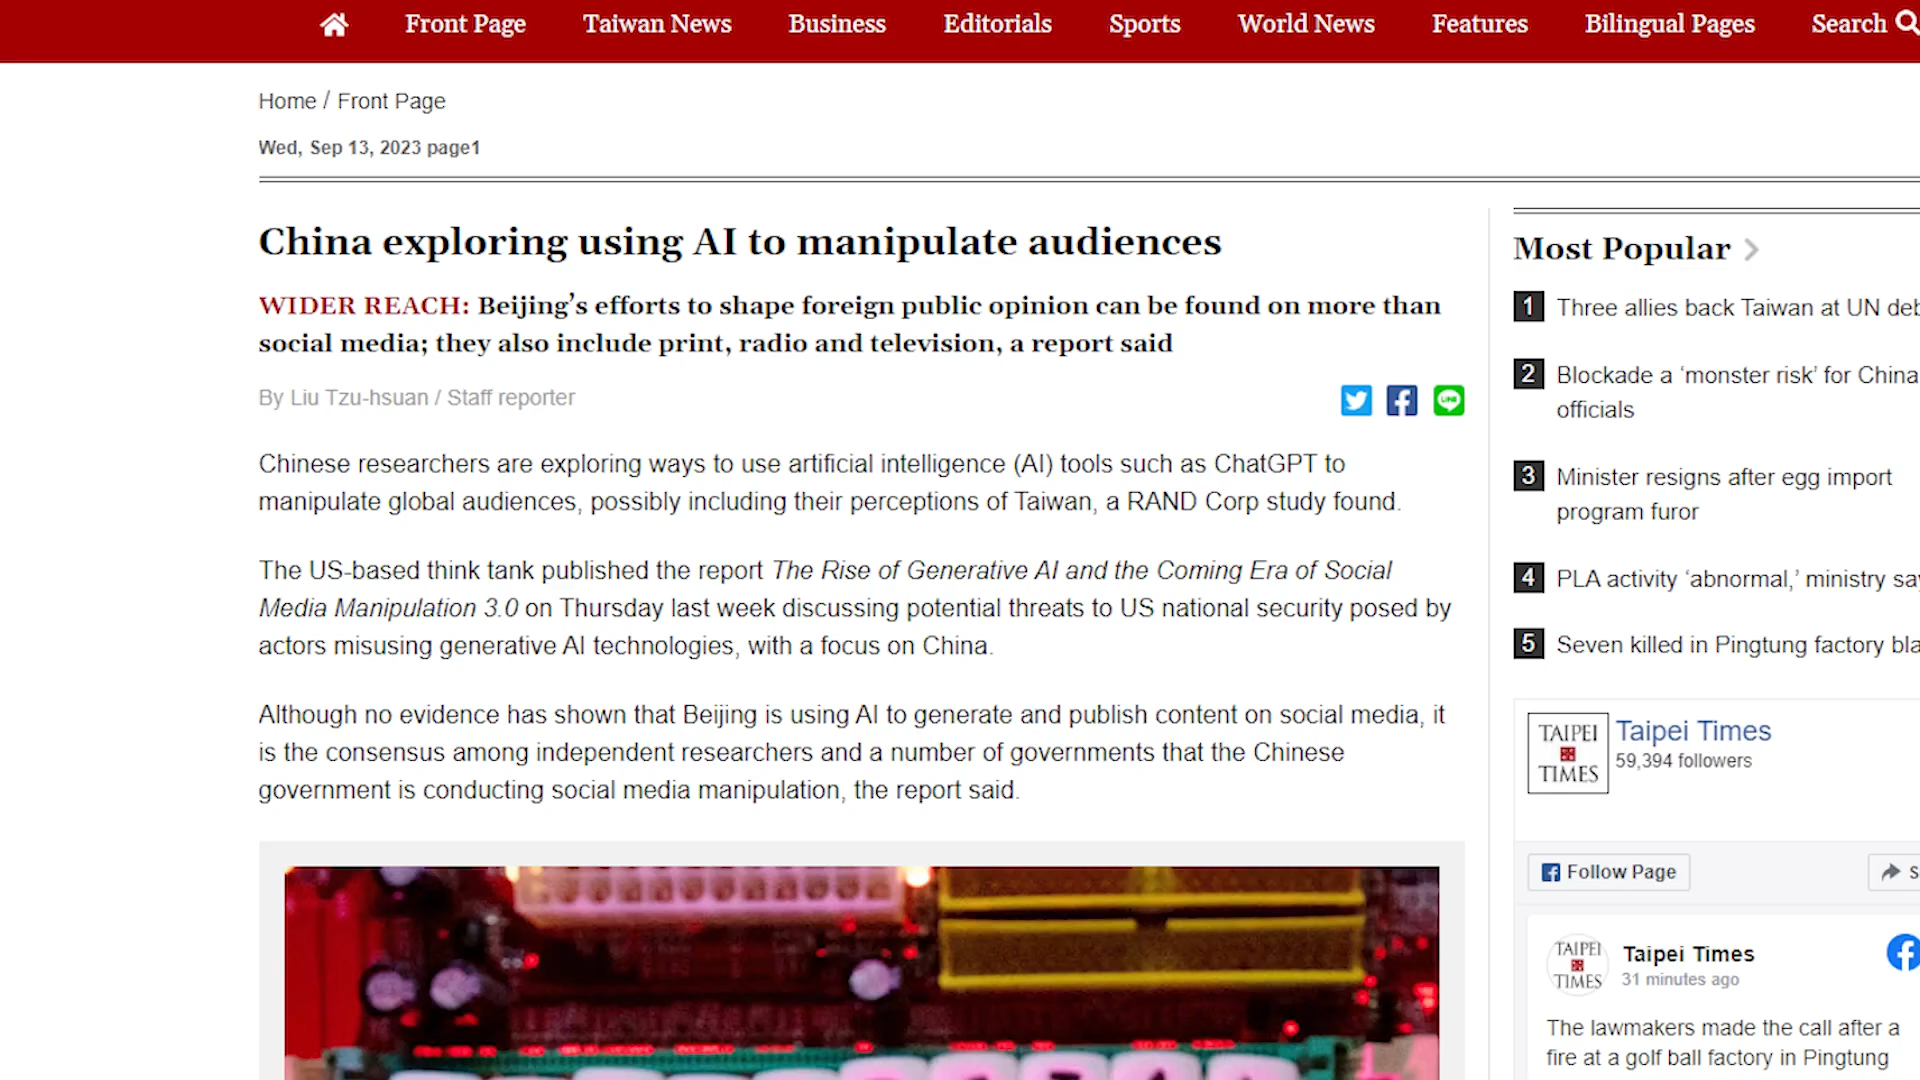 Front Page Taiwan News Business Editorials Sports World News Features Bilingual Pages Search
Home / Front Page
Wed, Sep 13, 2023 page1
China exploring using AI to manipulate audiences
WIDER REACH: Beijing’s efforts to shape foreign public opinion can be found on more than
social media; they also include print, radio and television, a report said
By Liu Tzu-hsuan / Staff reporter
Chinese researchers are exploring ways to use artificial intelligence (AI) tools such as ChatGPT to
manipulate global audiences, possibly including their perceptions of Taiwan, a RAND Corp study found.
The US-based think tank published the report The Rise of Generative AI and the Coming Era of Social
Media Manipulation 3.0 on Thursday last week discussing potential threats to US national security posed by
actors misusing generative AI technologies, with a focus on China.
Although no evidence has shown that Beijing is using AI to generate and publish content on social media, it
is the consensus among independent researchers and a number of governments that the Chinese
government is conducting social media manipulation, the report said.
Most Popular
1 Three allies back Taiwan at UN
2 Blockade a ‘monster risk’ for China
officials
3 Minister resigns after egg import
program furor
4 PLA activity ‘abnormal,’ ministry
5 Seven killed in Pingtung factory
TAIPEI
TIMES
Taipei Times
59,394 followers
Follow Page
TAIPEI
TIMES
Taipei Times
31 minutes ago
The lawmakers made the call after a
fire at a golf ball factory in Pingtung